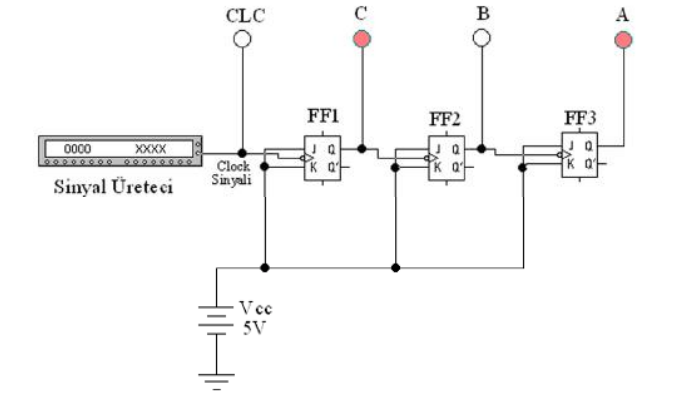 CLC
C
B
A
FF1
FF2
FF3
0000 XXXX
J Q
K Q'
J Q
K Q'
J Q
K Q'
Clock
Sinyali
Sinyal Üreteci
Vcc
5V